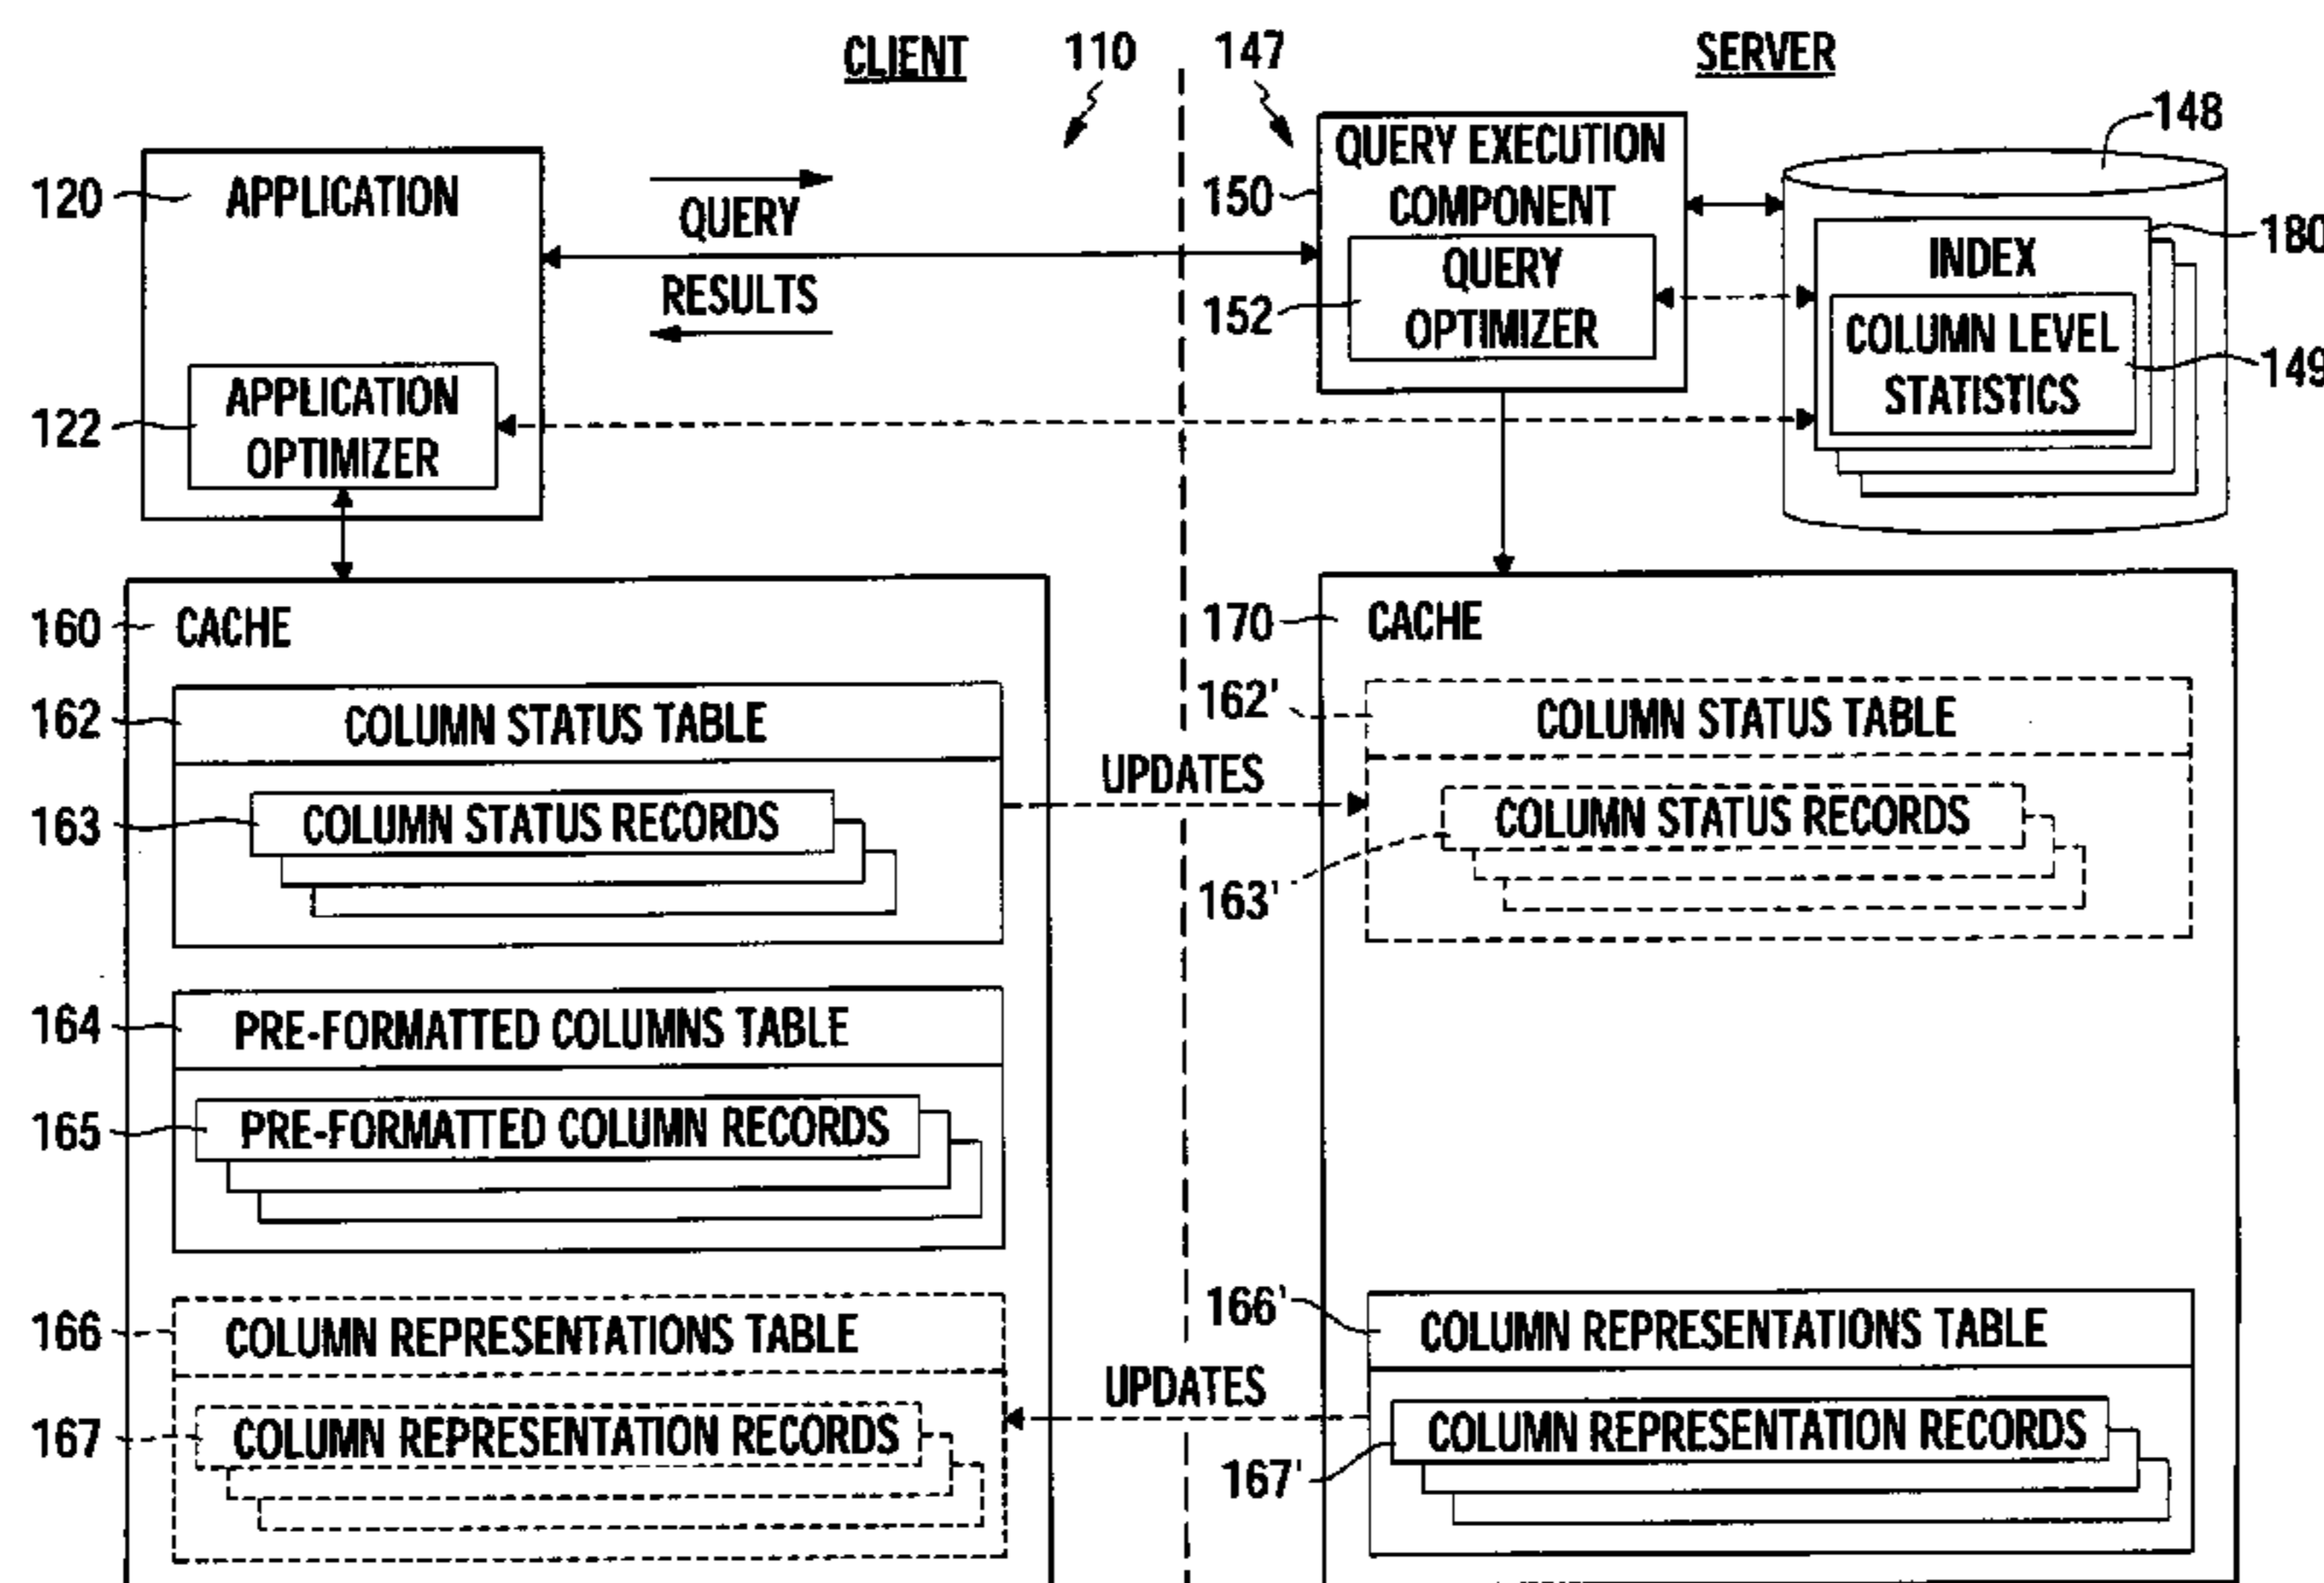 CLIENT 110 147 SERVER
148
120 APPLICATION
QUERY
RESULTS
122 APPLICATION
OPTIMIZER
150 QUERY EXECUTION
COMPONENT
152 QUERY
OPTIMIZER
INDEX 180
COLUMN LEVEL
STATISTICS 149
160 CACHE
162 COLUMN STATUS TABLE
163 COLUMN STATUS RECORDS
164 PRE-FORMATTED COLUMNS TABLE
165 PRE-FORMATTED COLUMN RECORDS
166 COLUMN REPRESENTATIONS TABLE
167 COLUMN REPRESENTATION RECORDS
UPDATES
UPDATES
170 CACHE
162' COLUMN STATUS TABLE
163' COLUMN STATUS RECORDS
166' COLUMN REPRESENTATIONS TABLE
167' COLUMN REPRESENTATION RECORDS